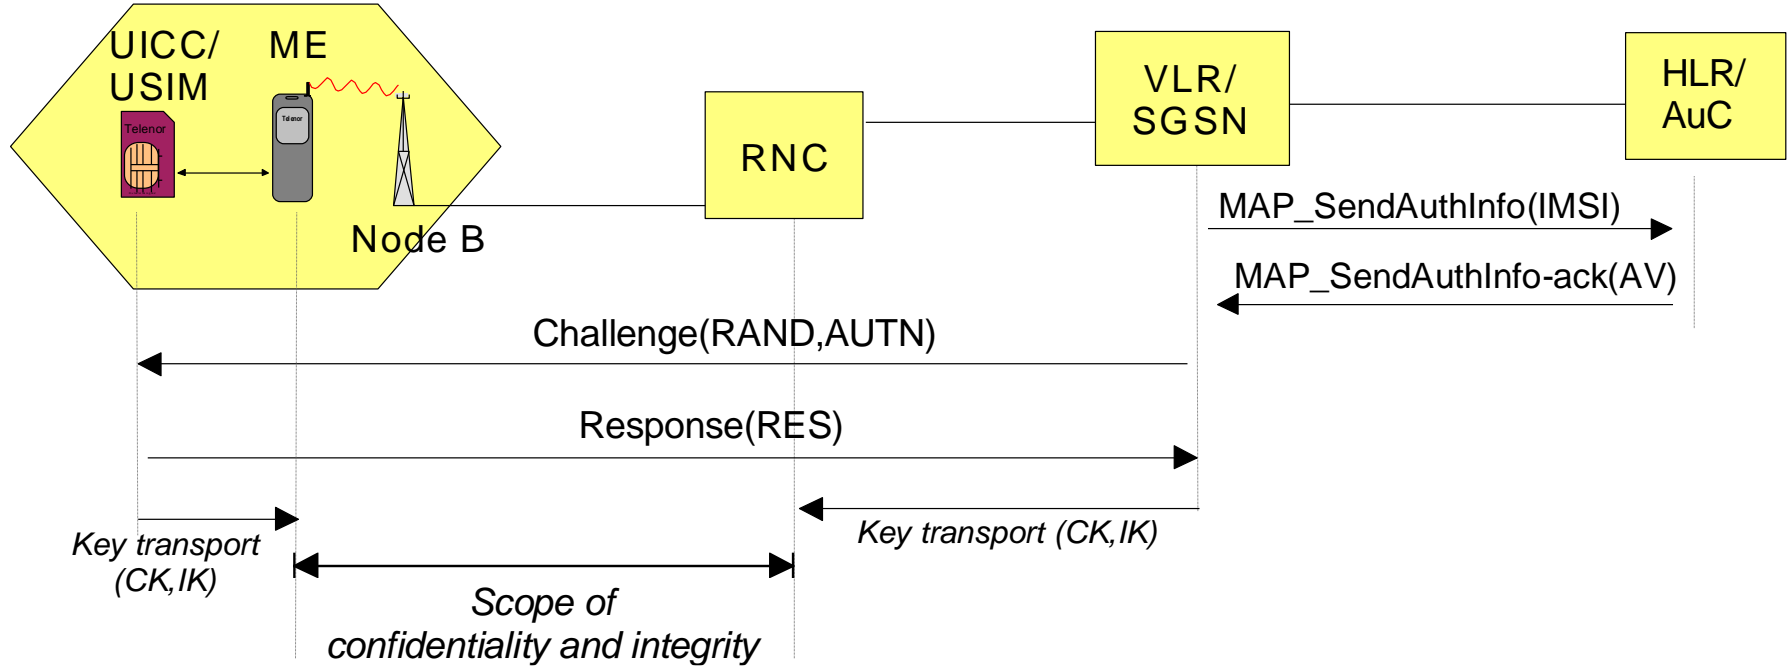 UICC/
USIM
ME
Telenor
Telenor
Node B
RNC
VLR/
SGSN
HLR/
AuC
MAP_SendAuthInfo(IMSI)
MAP_SendAuthInfo-ack(AV)
Challenge(RAND,AUTN)
Response(RES)
Key transport
(CK,IK)
Key transport (CK,IK)
Scope of
confidentiality and integrity